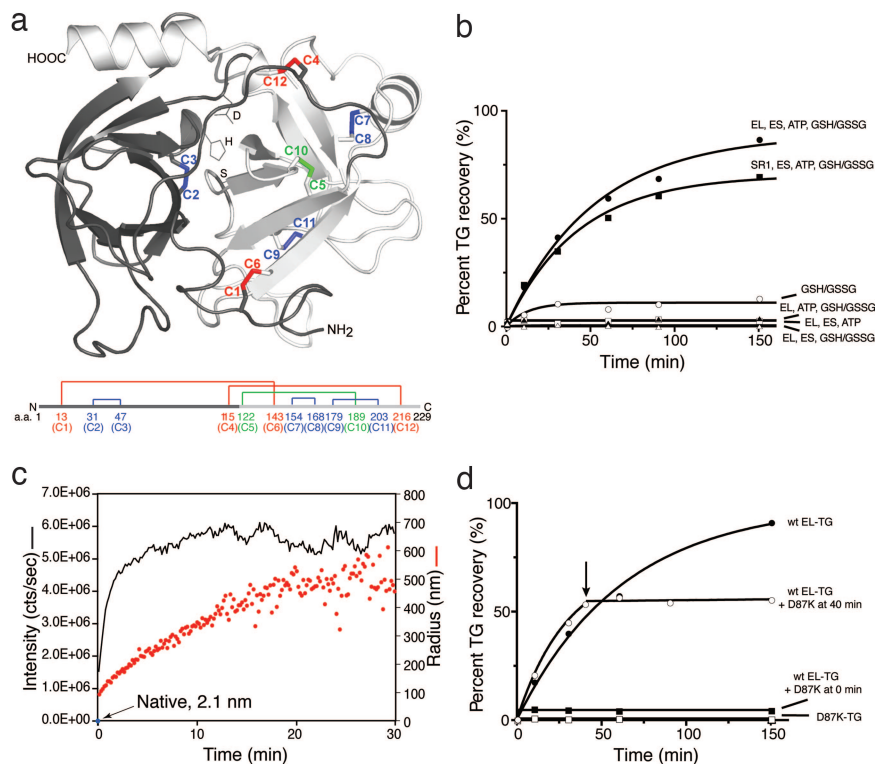 a
HOOC
C4
C12
D
C7
C8
H
C10
C3
S
C5
C2
C11
C9
C6
C1
NH2
N C
a.a. 1 13 31 47 115 122 143 154 168 179 189 203 216 229
(C1) (C2) (C3) (C4) (C5) (C6) (C7) (C8) (C9) (C10) (C11) (C12)
b
Percent TG recovery (%)
100
50
0
0 50 100 150
Time (min)
EL, ES, ATP, GSH/GSSG
SR1, ES, ATP, GSH/GSSG
GSH/GSSG
EL, ATP, GSH/GSSG
EL, ES, ATP
EL, ES, GSH/GSSG
c
Intensity (cts/sec)
7.0E+06
6.0E+06
5.0E+06
4.0E+06
3.0E+06
2.0E+06
1.0E+06
0.0E+00
800
700
600
500
400
300
200
100
0
Radius (nm)
Native, 2.1 nm
0 10 20 30
Time (min)
d
Percent TG recovery (%)
100
50
0
0 50 100 150
Time (min)
wt EL-TG
wt EL-TG
+ D87K at 40 min
wt EL-TG
+ D87K at 0 min
D87K-TG